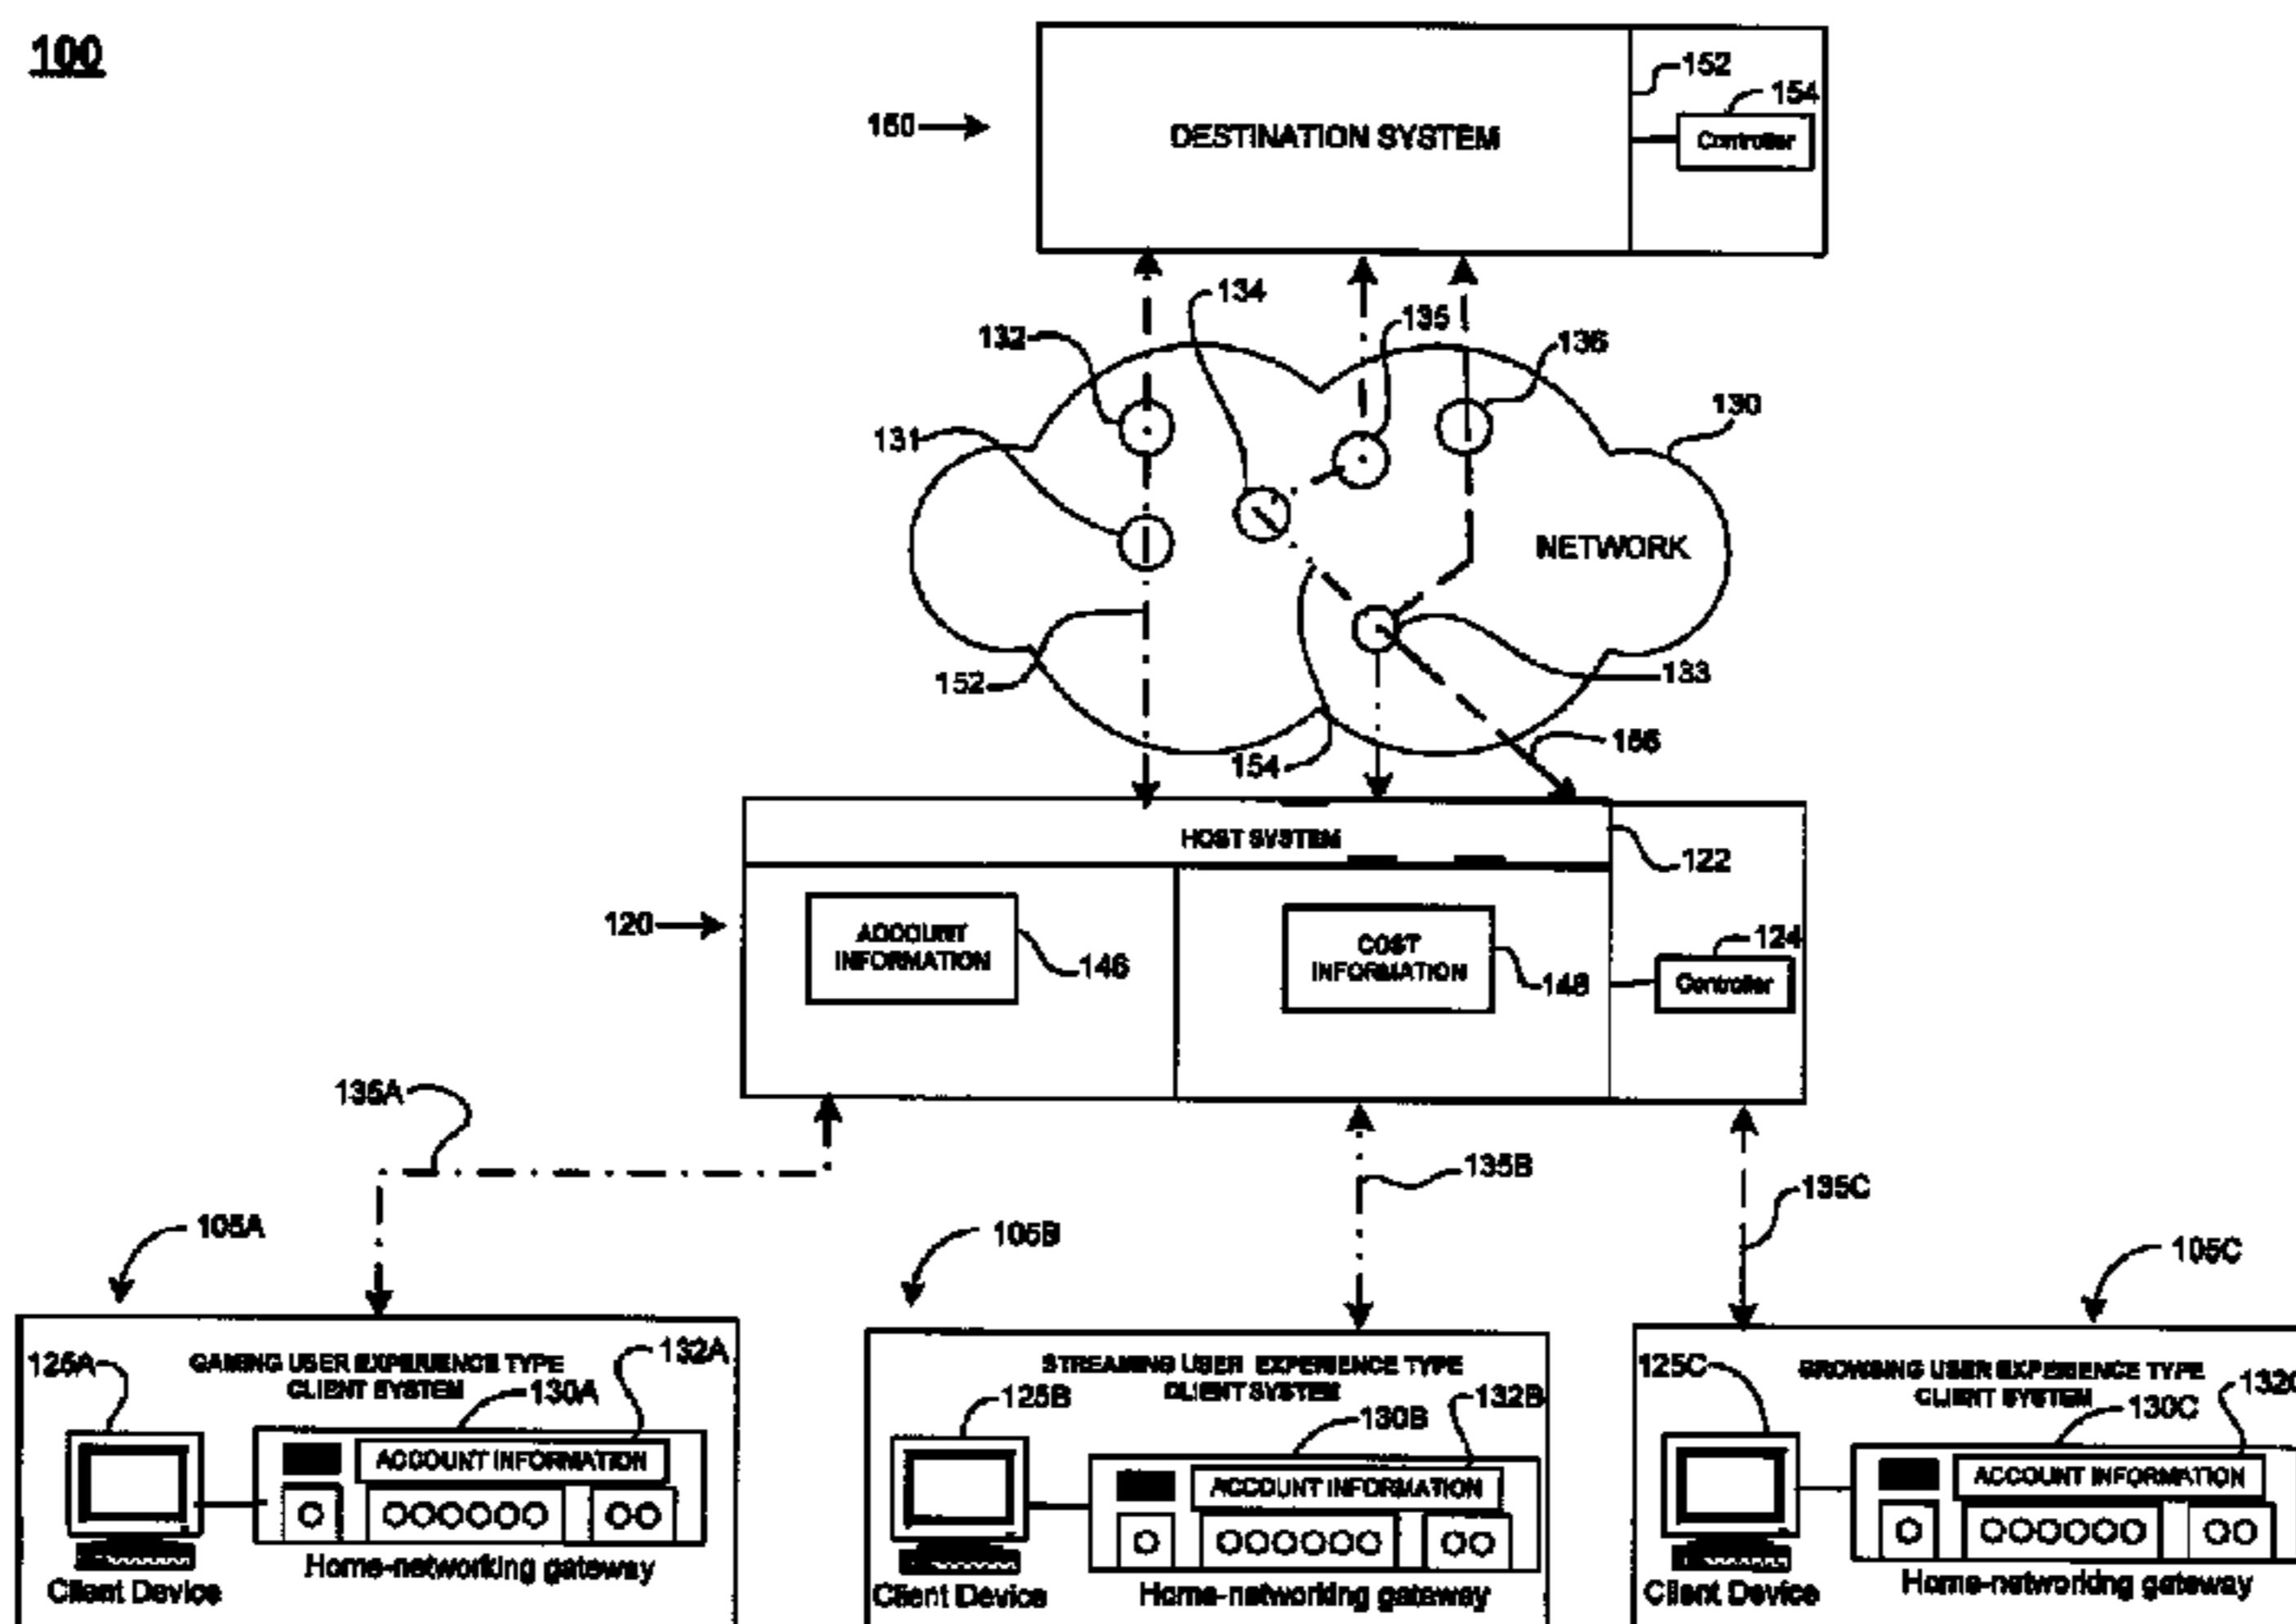 100
152
154
150
DESTINATION SYSTEM
Controller
134
132
135
136
130
131
NETWORK
152
133
154
155
HOST SYSTEM
122
120
ACCOUNT
INFORMATION
146
COST
INFORMATION
148
124
Controller
135A
135B
135C
105A
105B
105C
125A
GAMING USER EXPERIENCE TYPE
CLIENT SYSTEM
132A
130A
ACCOUNT INFORMATION
Client Device
Home-networking gateway
STREAMING USER EXPERIENCE TYPE
CLIENT SYSTEM
125B
132B
130B
ACCOUNT INFORMATION
Client Device
Home-networking gateway
125C
BROWSING USER EXPERIENCE TYPE
CLIENT SYSTEM
132C
130C
ACCOUNT INFORMATION
Client Device
Home-networking gateway